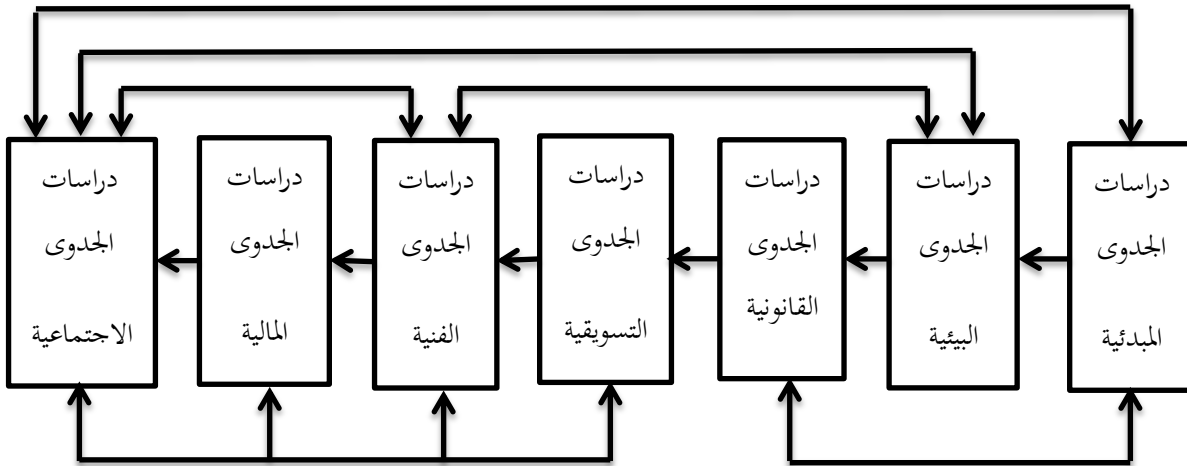 دراسات
الجدوى
المبدئية
دراسات
الجدوى
البيئية
دراسات
الجدوى
القانونية
دراسات
الجدوى
التسويقية
دراسات
الجدوى
الفنية
دراسات
الجدوى
المالية
دراسات
الجدوى
الاجتماعية